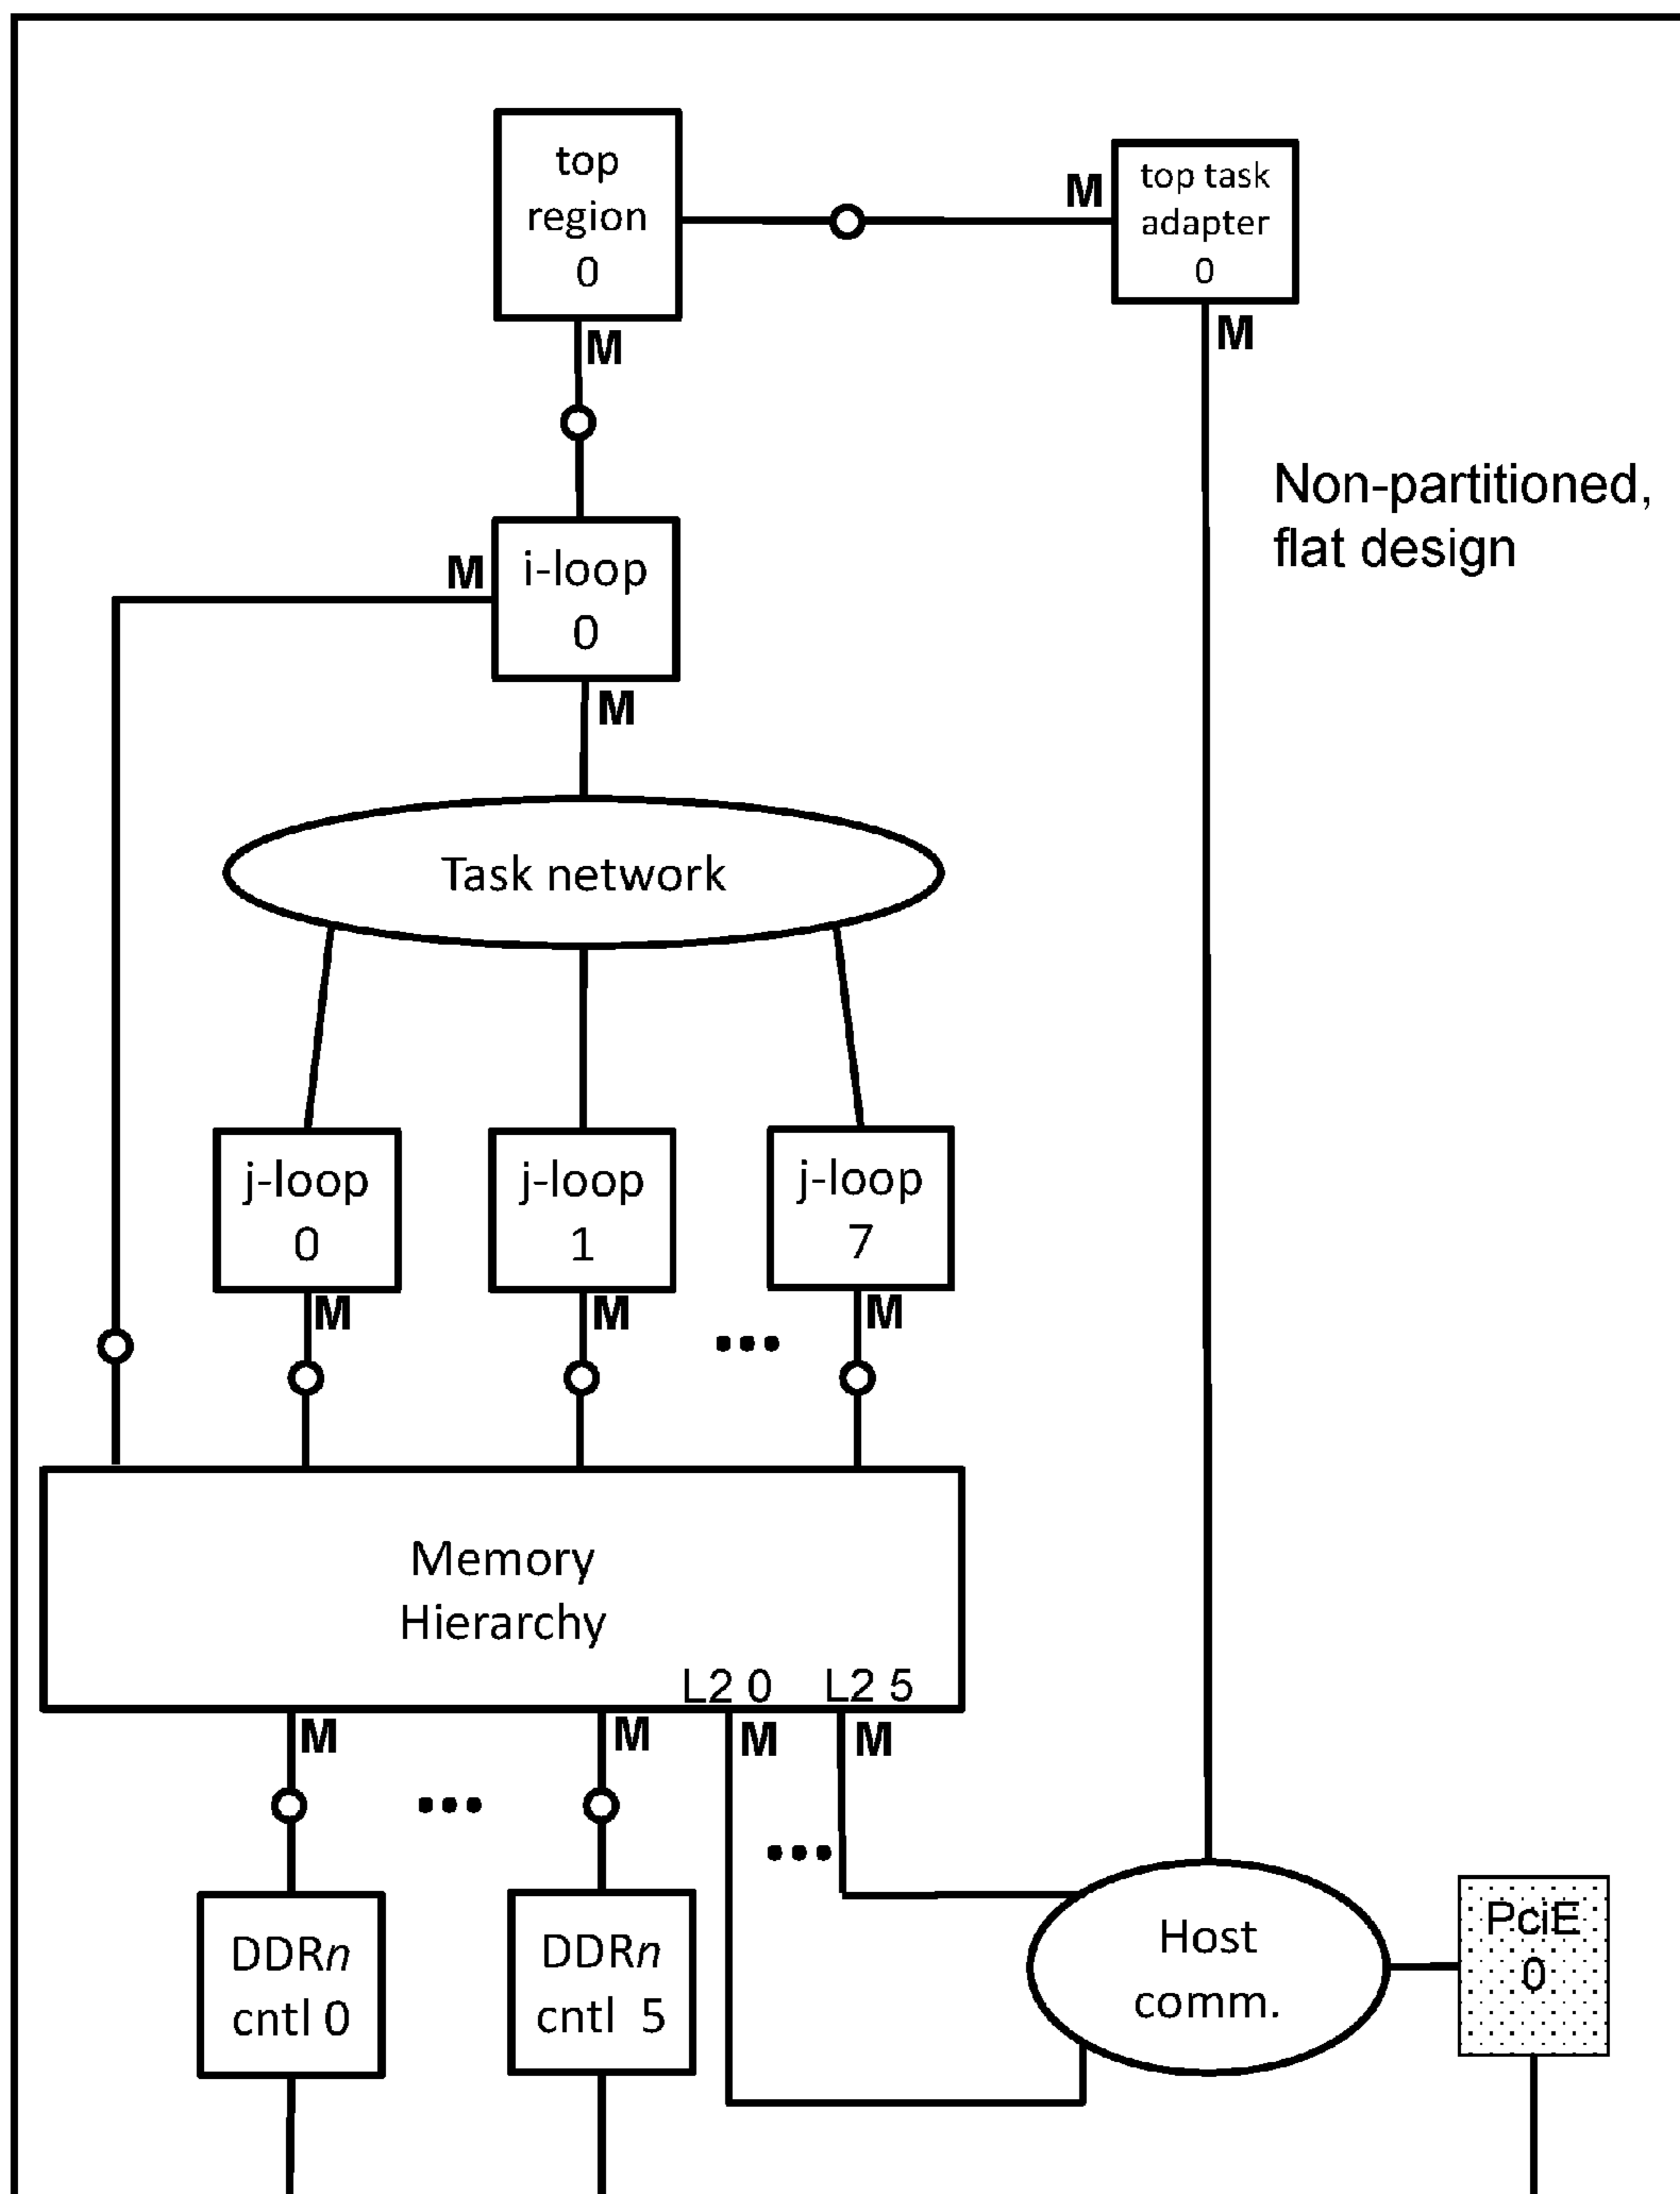 top
region
0
M
top task
adapter
0
M
M
Non-partitioned,
flat design
M
i-loop
0
M
Task network
j-loop
0
j-loop
1
j-loop
7
M
M
M
•••
Memory
Hierarchy
L2 0
L2 5
M
M
M
M
•••
•••
DDRn
cntl 0
DDRn
cntl 5
Host
comm.
PciE
0